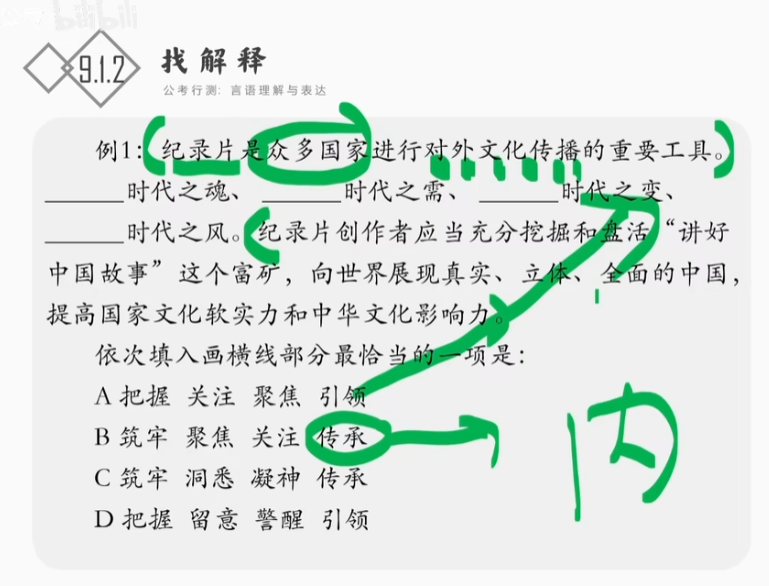 bilibili
9.1.2 找解释
公考行测: 言语理解与表达
例1: 纪录片是众多国家进行对外文化传播的重要工具。
______时代之魂、 ______时代之需、 ______时代之变、
______时代之风。纪录片创作者应当充分挖掘和盘活“讲好
中国故事”这个富矿，向世界展现真实、立体、全面的中国，
提高国家文化软实力和中华文化影响力。
依次填入画横线部分最恰当的一项是:
A 把握 关注 聚焦 引领
B 筑牢 聚焦 关注 传承
C 筑牢 洞悉 凝神 传承
D 把握 留意 警醒 引领
内